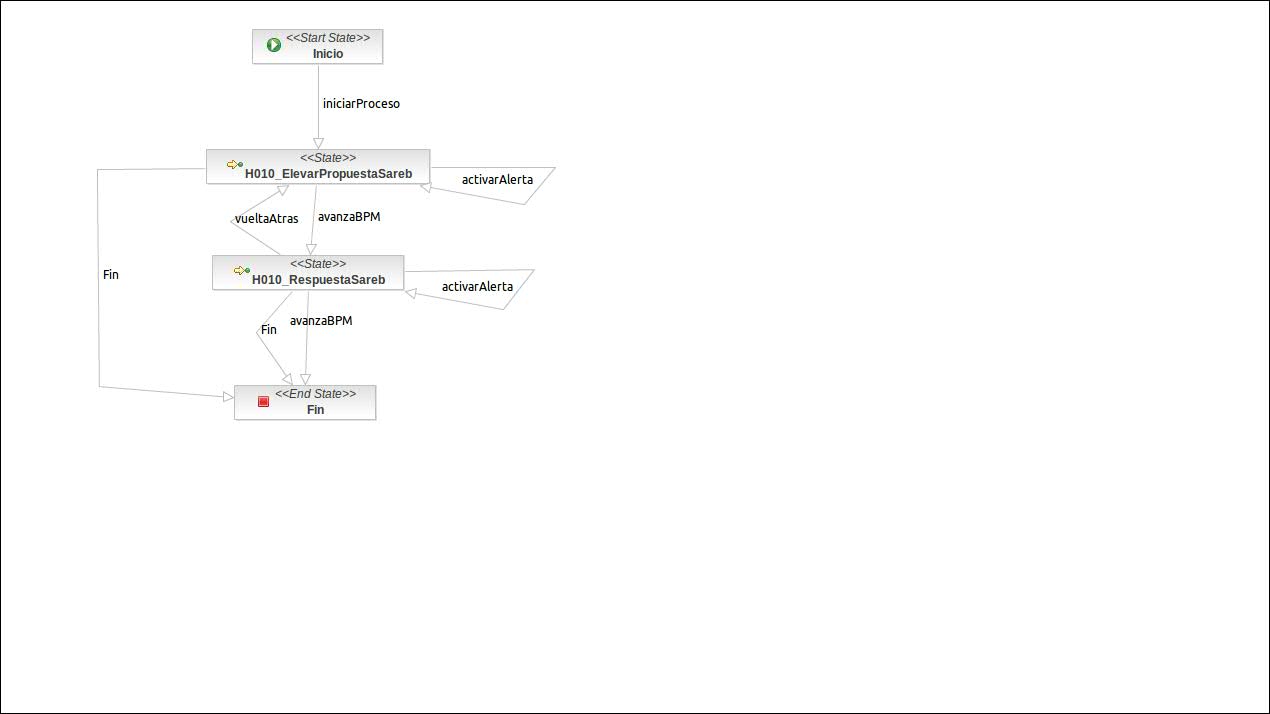 <<Start State>>
Inicio
iniciarProceso
<<State>>
H010_ElevarPropuestaSareb
activarAlerta
vueltaAtras
avanzaBPM
<<State>>
H010_RespuestaSareb
Fin
activarAlerta
avanzaBPM
Fin
<<End State>>
Fin